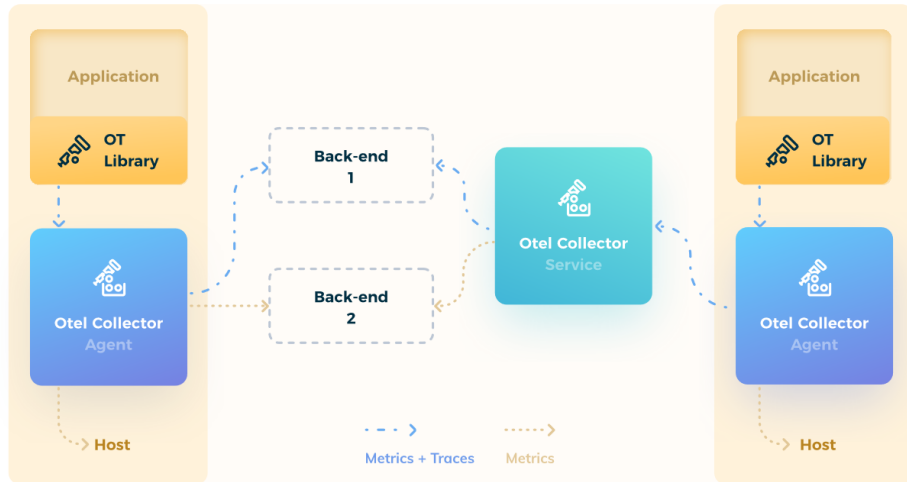 Application
OT
Library
Otel Collector
Agent
Host
Back-end
1
Back-end
2
Otel Collector
Service
Application
OT
Library
Otel Collector
Agent
Host
Metrics + Traces
Metrics